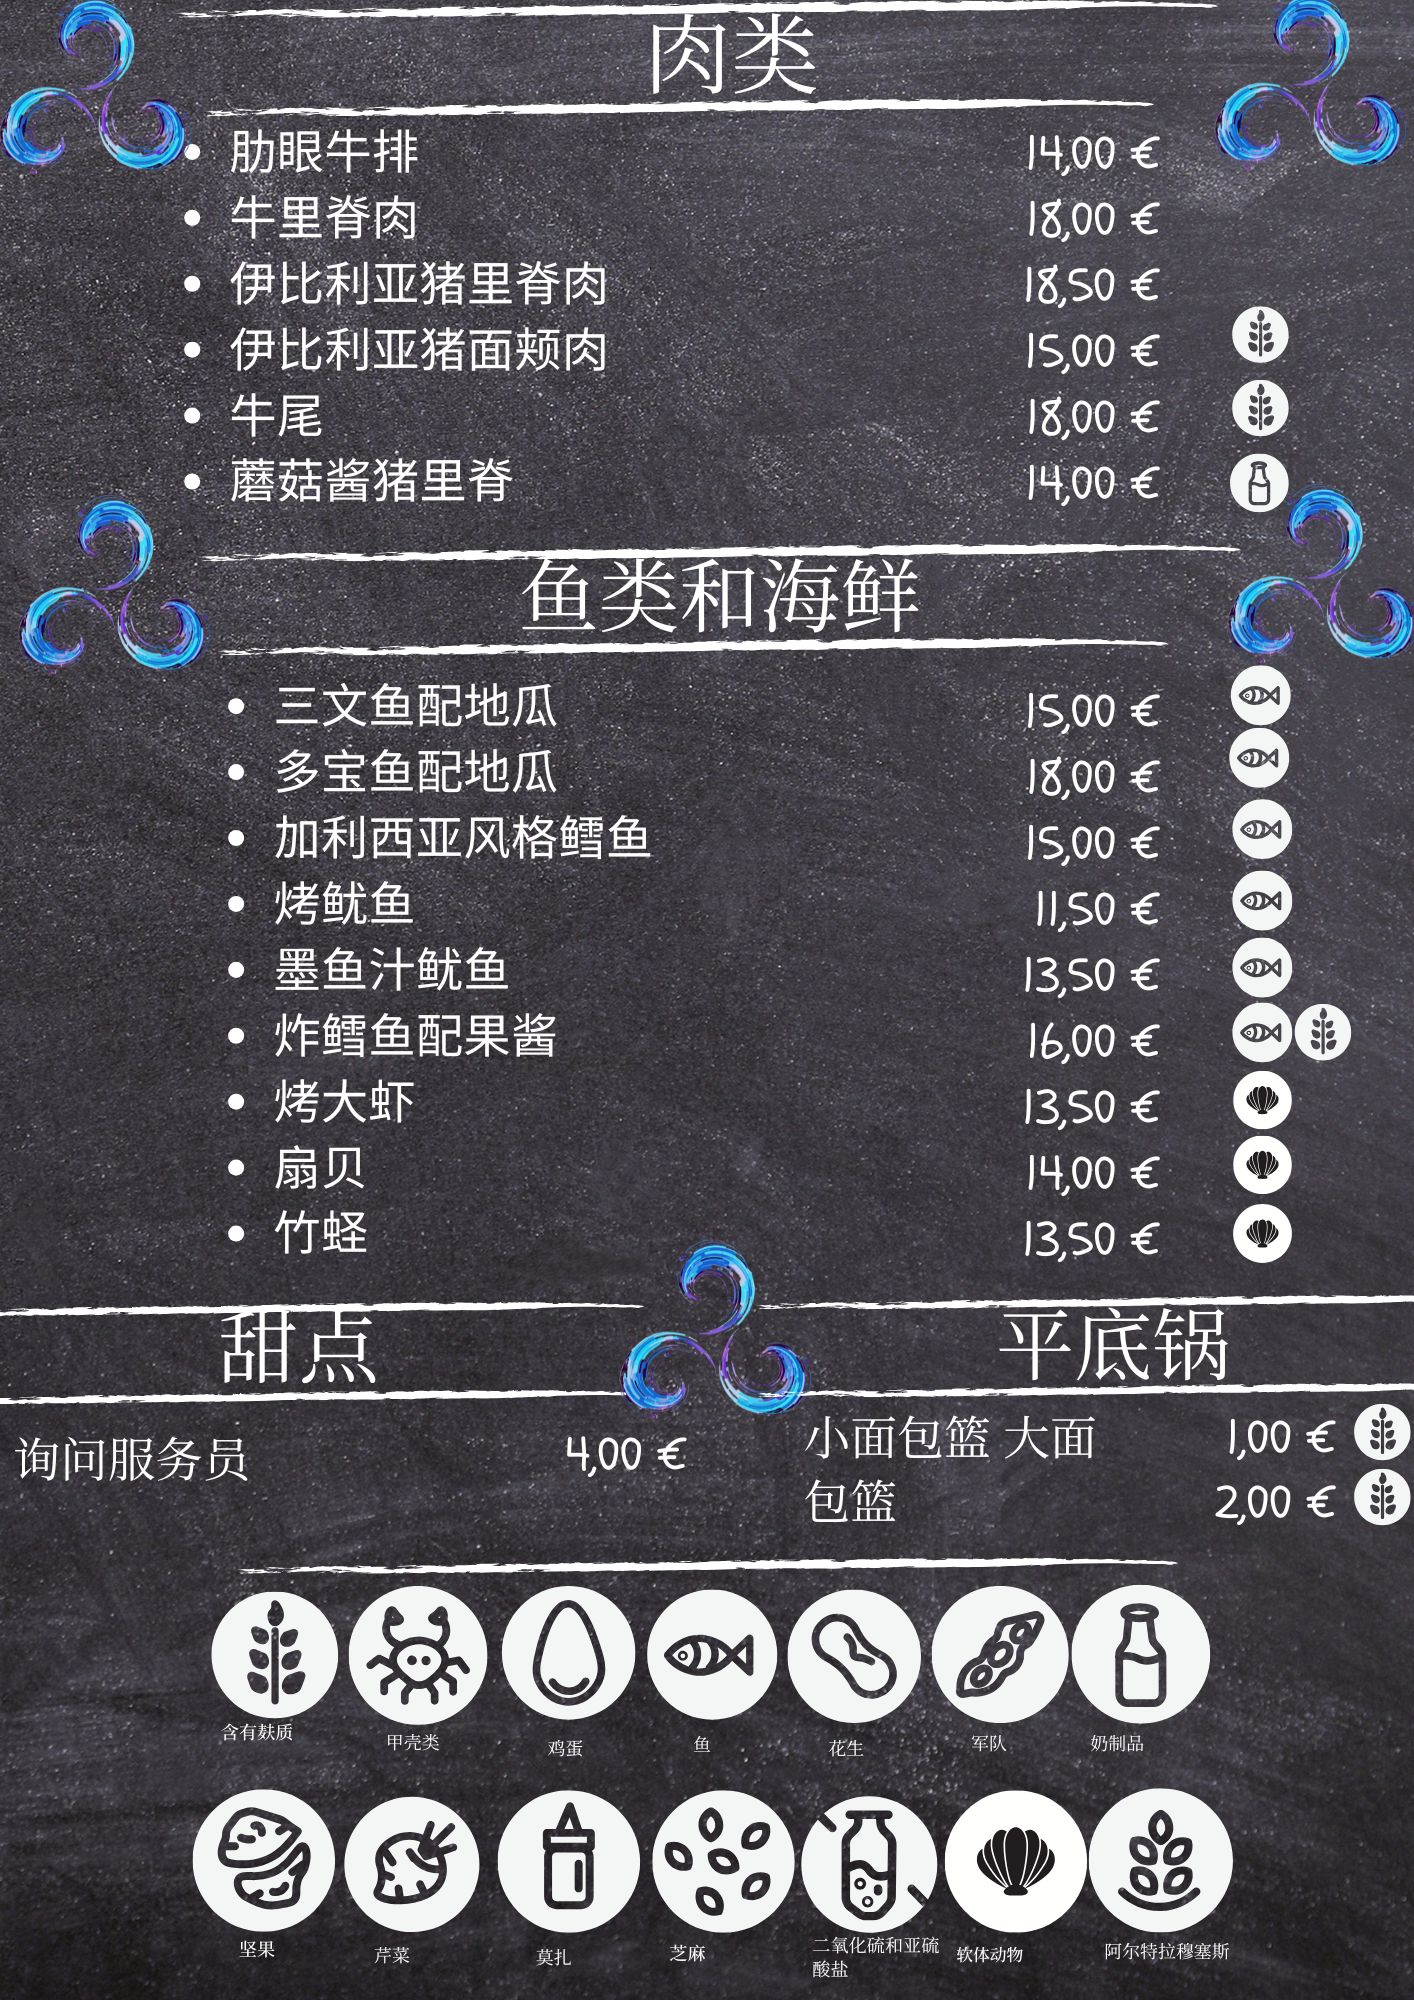 肉类
肋眼牛排 14,00 €
牛里脊肉 18,00 €
伊比利亚猪里脊肉 18,50 €
伊比利亚猪面颊肉 15,00 €
牛尾 18,00 €
蘑菇酱猪里脊 14,00 €
鱼类和海鲜
三文鱼配地瓜 15,00 €
多宝鱼配地瓜 18,00 €
加利西亚风格鳕鱼 15,00 €
烤鱿鱼 11,50 €
墨鱼汁鱿鱼 13,50 €
炸鳕鱼配果酱 16,00 €
烤大虾 13,50 €
扇贝 14,00 €
竹蛏 13,50 €
甜点
询问服务员 4,00 €
平底锅
小面包篮 大面 1,00 €
包篮 2,00 €
含有麸质 甲壳类 鸡蛋 鱼 花生 军队 奶制品
坚果 芹菜 莫扎 芝麻 二氧化硫和亚硫 软体动物 阿尔特拉穆塞斯
酸盐